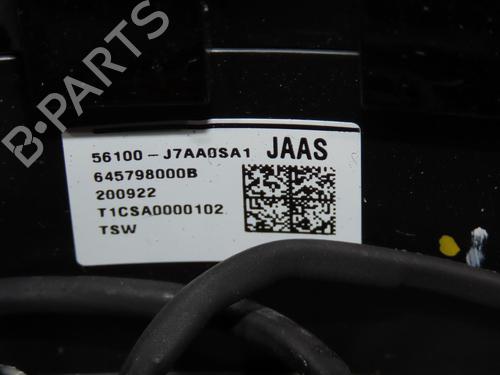 B-PARTS
56100-J7AA0SA1 JAAS
645798000B
200922
T1CSA0000102
TSW